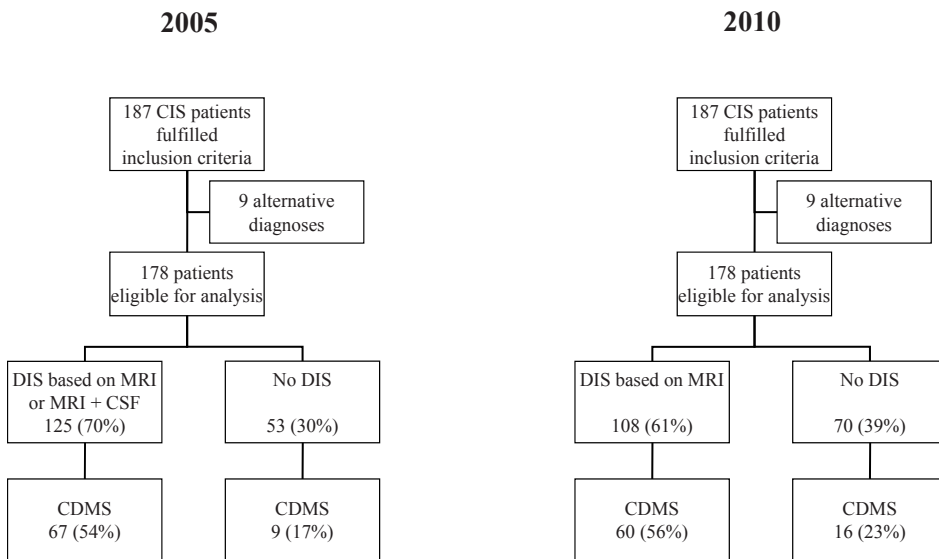 2005
187 CIS patients
fulfilled
inclusion criteria
9 alternative
diagnoses
178 patients
eligible for analysis
DIS based on MRI
or MRI + CSF
125 (70%)
No DIS
53 (30%)
CDMS
67 (54%)
CDMS
9 (17%)
2010
187 CIS patients
fulfilled
inclusion criteria
9 alternative
diagnoses
178 patients
eligible for analysis
DIS based on MRI
108 (61%)
No DIS
70 (39%)
CDMS
60 (56%)
CDMS
16 (23%)